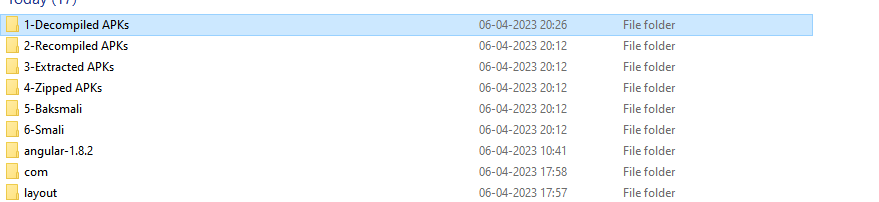 Today (17)
1-Decompiled APKs 06-04-2023 20:26 File folder
2-Recompiled APKs 06-04-2023 20:12 File folder
3-Extracted APKs 06-04-2023 20:12 File folder
4-Zipped APKs 06-04-2023 20:12 File folder
5-Baksmali 06-04-2023 20:12 File folder
6-Smali 06-04-2023 20:12 File folder
angular-1.8.2 06-04-2023 10:41 File folder
com 06-04-2023 17:58 File folder
layout 06-04-2023 17:57 File folder